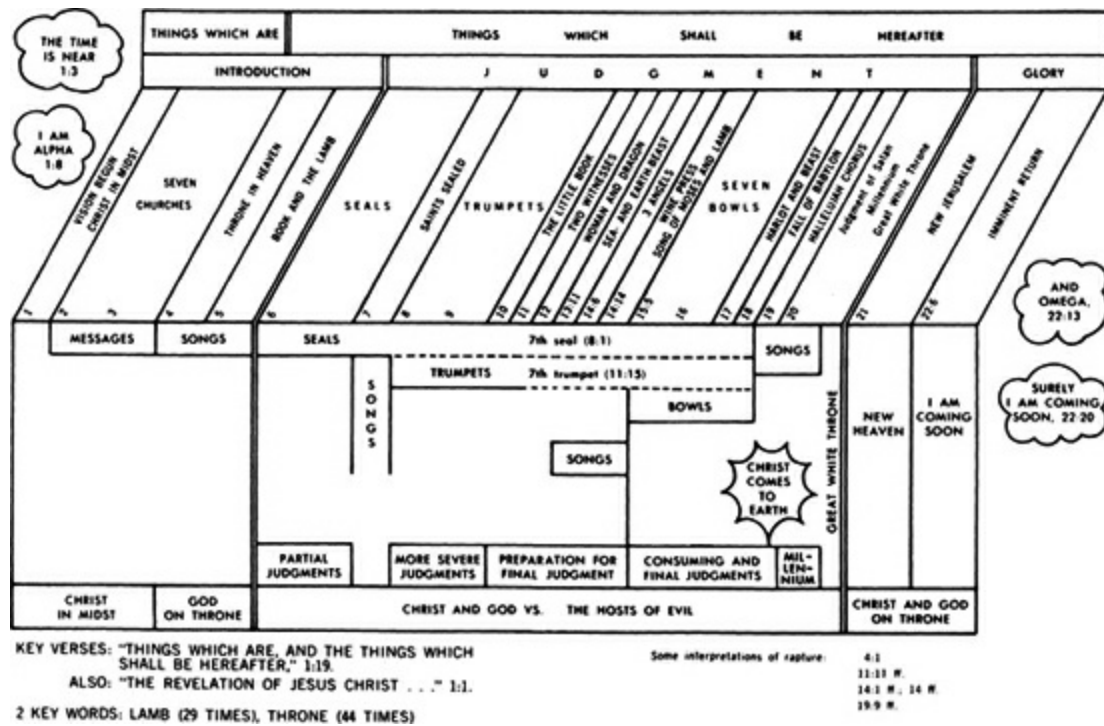 THE TIME
IS NEAR
1:3
I AM
ALPHA
1:8
THINGS WHICH ARE
THINGS WHICH SHALL BE HEREAFTER
INTRODUCTION
JUDGMENT
GLORY
VISION BEGUN
CHRIST IN MIDST
SEVEN
CHURCHES
THRONE IN HEAVEN
BOOK AND THE LAMB
SEALS
SAINTS SEALED
TRUMPETS
THE LITTLE BOOK
TWO WITNESSES
WOMAN AND DRAGON
SEA- AND EARTH-BEAST
3 ANGELS
WINE PRESS
SONG OF MOSES AND LAMB
SEVEN
BOWLS
HARLOT AND BEAST
FALL OF BABYLON
HALLELUJAH CHORUS
Judgment of Satan
Millennium
Great White Throne
NEW JERUSALEM
IMMINENT RETURN
AND
OMEGA,
22:13
SURELY
I AM COMING
SOON, 22:20
1 2 3 4 5 6 7 8 9 10 11 12 13:11 14:6 14:14 15:5 16 17 18 19 20 21 22:6
MESSAGES
SONGS
SEALS
7th seal (8:1)
SONGS
TRUMPETS
7th trumpet (11:15)
BOWLS
SONGS
SONGS
CHRIST
COMES
TO
EARTH
GREAT WHITE THRONE
NEW
HEAVEN
I AM
COMING
SOON
PARTIAL
JUDGMENTS
MORE SEVERE
JUDGMENTS
PREPARATION FOR
FINAL JUDGMENT
CONSUMING AND
FINAL JUDGMENTS
MIL-
LEN-
NIUM
CHRIST
IN MIDST
GOD
ON THRONE
CHRIST AND GOD VS. THE HOSTS OF EVIL
CHRIST AND GOD
ON THRONE
KEY VERSES: "THINGS WHICH ARE, AND THE THINGS WHICH
SHALL BE HEREAFTER," 1:19.
ALSO: "THE REVELATION OF JESUS CHRIST . . ." 1:1.
2 KEY WORDS: LAMB (29 TIMES), THRONE (44 TIMES)
Some interpretations of rapture: 4:1
11:11 ff.
14:1 ff.; 14 ff.
19:9 ff.